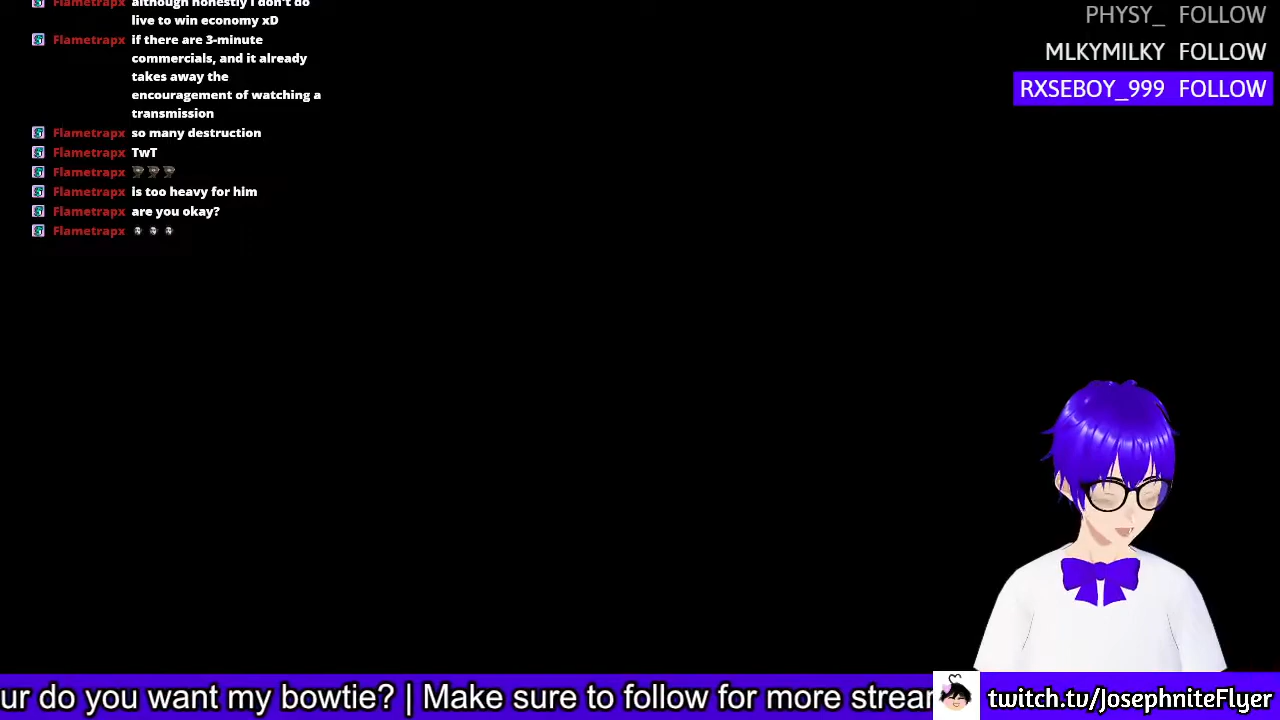 Flametrapx although honestly I don't do
live to win economy xD
Flametrapx if there are 3-minute
commercials, and it already
takes away the
encouragement of watching a
transmission
Flametrapx so many destruction
Flametrapx TwT
Flametrapx
Flametrapx is too heavy for him
Flametrapx are you okay?
Flametrapx
PHYSY_ FOLLOW
MLKYMILKY FOLLOW
RXSEBOY_999 FOLLOW
ur do you want my bowtie? | Make sure to follow for more strear
twitch.tv/JosephniteFlyer